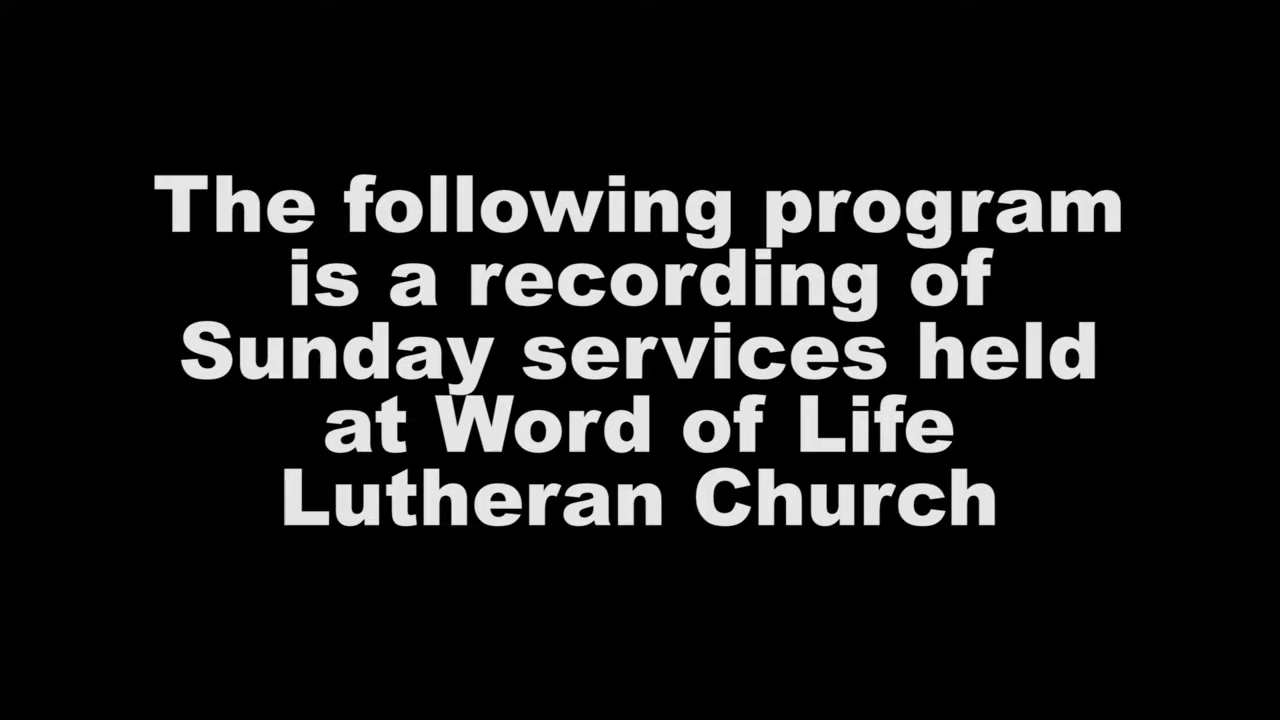 The following program
is a recording of
Sunday services held
at Word of Life
Lutheran Church